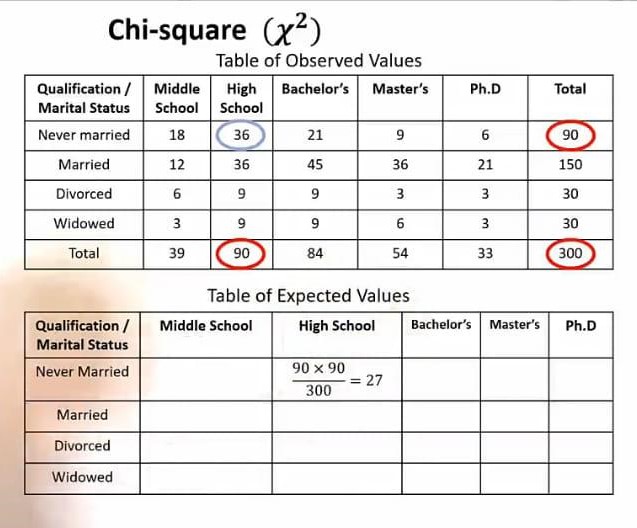 Chi-square (χ²)
Table of Observed Values
Qualification / Marital Status Middle School High School Bachelor's Master's Ph.D Total
Never married 18 36 21 9 6 90
Married 12 36 45 36 21 150
Divorced 6 9 9 3 3 30
Widowed 3 9 9 6 3 30
Total 39 90 84 54 33 300
Table of Expected Values
Qualification / Marital Status Middle School High School Bachelor's Master's Ph.D
Never Married 90 × 90 / 300 = 27
Married
Divorced
Widowed